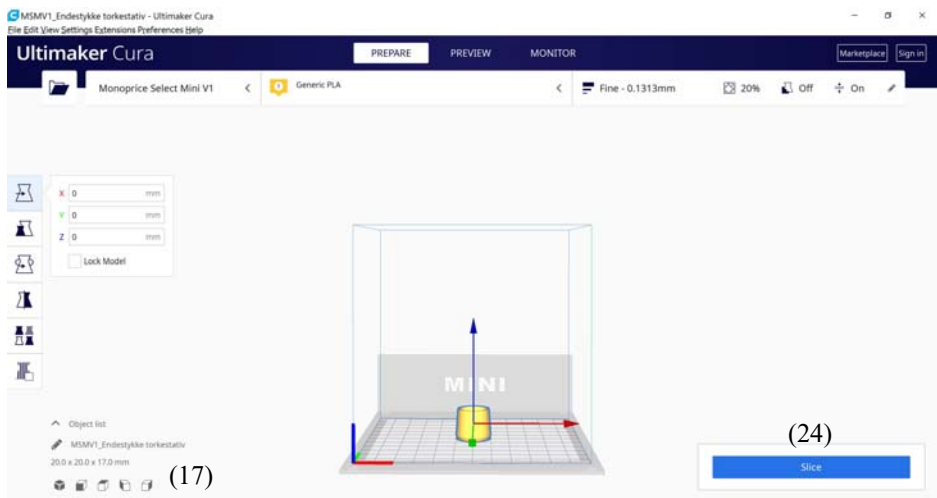 MSMV1_Endestykke torkestativ - Ultimaker Cura
File Edit View Settings Extensions Preferences Help
Ultimaker Cura PREPARE PREVIEW MONITOR Marketplace Sign in
Monoprice Select Mini V1 Generic PLA Fine - 0.1313mm 20% Off On
X 0 mm
Y 0 mm
Z 0 mm
Lock Model
MINI
Object list
MSMV1_Endestykke torkestativ
20.0 x 20.0 x 17.0 mm
(17)
(24)
Slice